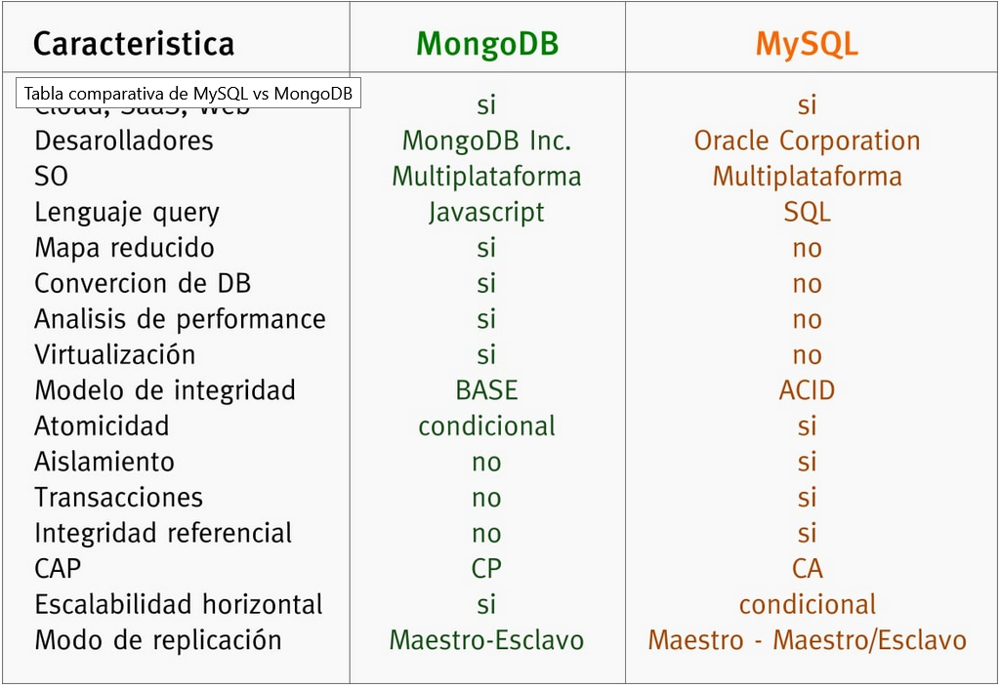 Caracteristica MongoDB MySQL
Tabla comparativa de MySQL vs MongoDB
Cloud, SaaS, Web si si
Desarolladores MongoDB Inc. Oracle Corporation
SO Multiplataforma Multiplataforma
Lenguaje query Javascript SQL
Mapa reducido si no
Convercion de DB si no
Analisis de performance si no
Virtualización si no
Modelo de integridad BASE ACID
Atomicidad condicional si
Aislamiento no si
Transacciones no si
Integridad referencial no si
CAP CP CA
Escalabilidad horizontal si condicional
Modo de replicación Maestro-Esclavo Maestro - Maestro/Esclavo